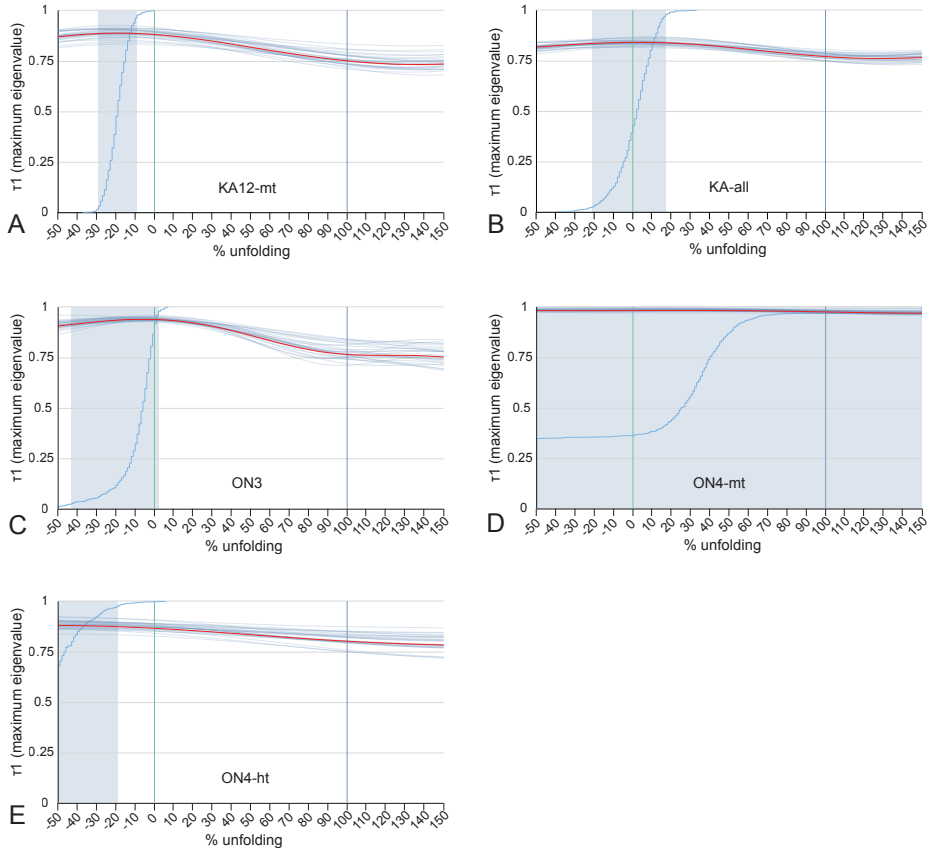 1
0.75
0.5
0.25
0
τ1 (maximum eigenvalue)
KA12-mt
-50 -40 -30 -20 -10 0 10 20 30 40 50 60 70 80 90 100 110 120 130 140 150
% unfolding
A
1
0.75
0.5
0.25
0
τ1 (maximum eigenvalue)
KA-all
-50 -40 -30 -20 -10 0 10 20 30 40 50 60 70 80 90 100 110 120 130 140 150
% unfolding
B
1
0.75
0.5
0.25
0
τ1 (maximum eigenvalue)
ON3
-50 -40 -30 -20 -10 0 10 20 30 40 50 60 70 80 90 100 110 120 130 140 150
% unfolding
C
1
0.75
0.5
0.25
0
τ1 (maximum eigenvalue)
ON4-mt
-50 -40 -30 -20 -10 0 10 20 30 40 50 60 70 80 90 100 110 120 130 140 150
% unfolding
D
1
0.75
0.5
0.25
0
τ1 (maximum eigenvalue)
ON4-ht
-50 -40 -30 -20 -10 0 10 20 30 40 50 60 70 80 90 100 110 120 130 140 150
% unfolding
E